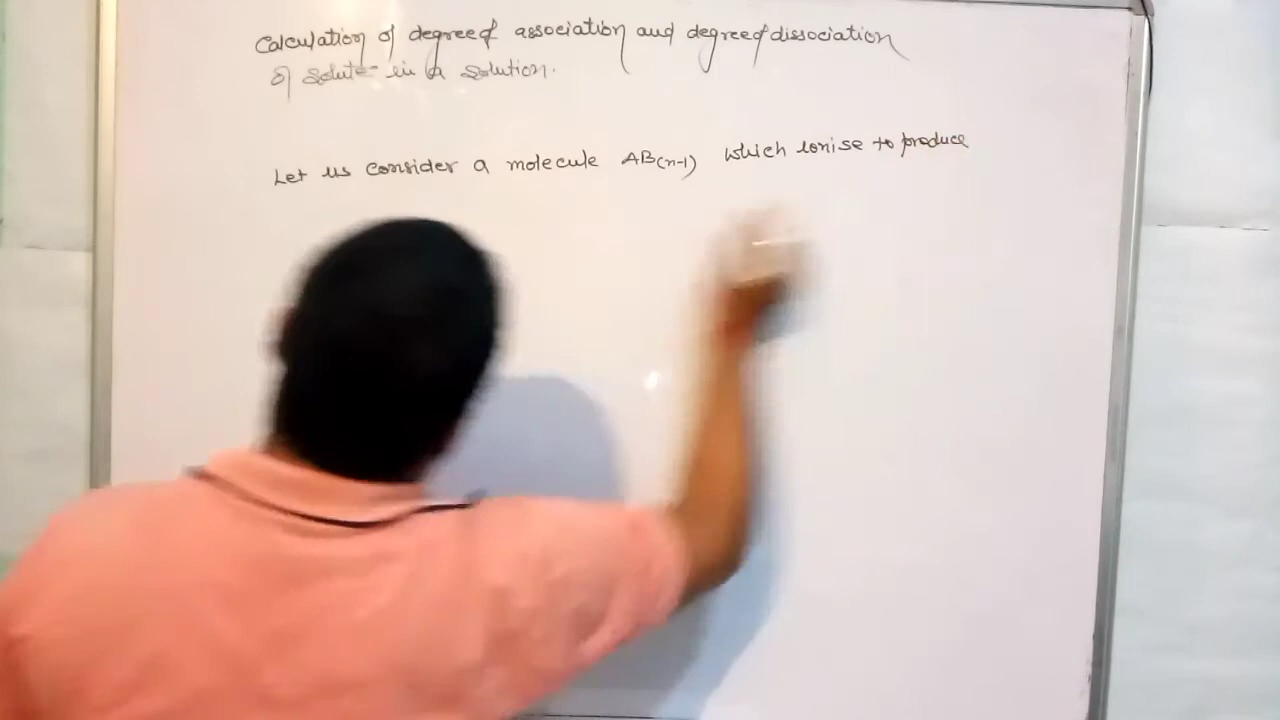 Calculation of degree of association and degree of dissociation
of solute in a solution.
Let us consider a molecule AB(n-1) which ionise to produce